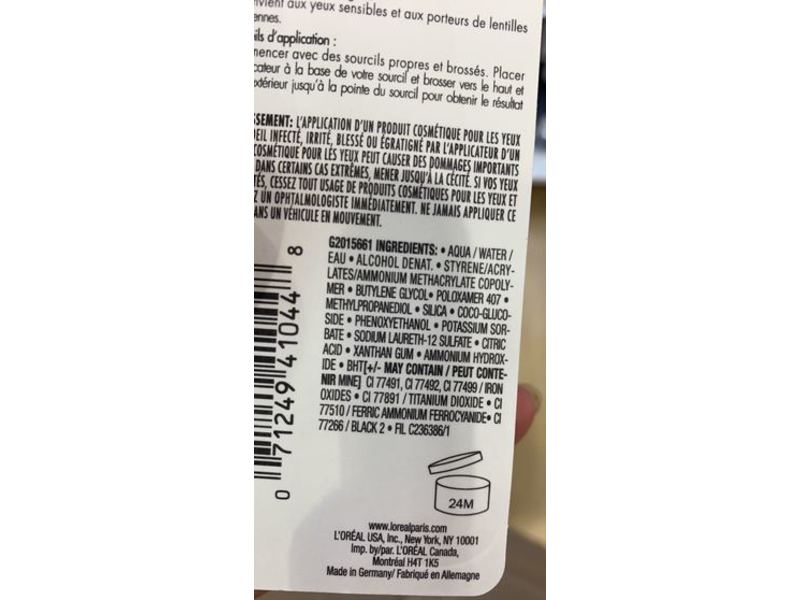 aux yeux sensibles et aux porteurs de lentilles
ennes.
ils d'application :
mencer avec des sourcils propres et brossés. Placer
cateur à la base de votre sourcil et brosser vers le haut et
extérieur jusqu'à la pointe du sourcil pour obtenir le résultat
SSEMENT: L'APPLICATION D'UN PRODUIT COSMÉTIQUE POUR LES YEUX
OEIL INFECTÉ, IRRITÉ, BLESSÉ OU ÉGRATIGNÉ PAR L'APPLICATEUR D'UN
COSMÉTIQUE POUR LES YEUX PEUT CAUSER DES DOMMAGES IMPORTANTS
DANS CERTAINS CAS EXTRÊMES, MENER JUSQU'À LA CÉCITÉ. SI VOS YEUX
TÉS, CESSEZ TOUT USAGE DE PRODUITS COSMÉTIQUES POUR LES YEUX ET
Z UN OPHTALMOLOGISTE IMMÉDIATEMENT. NE JAMAIS APPLIQUER CE
ANS UN VÉHICULE EN MOUVEMENT.
G2015661 INGREDIENTS: • AQUA / WATER /
EAU • ALCOHOL DENAT. • STYRENE/ACRY-
LATES/AMMONIUM METHACRYLATE COPOLY-
MER • BUTYLENE GLYCOL• POLOXAMER 407 •
METHYLPROPANEDIOL • SILICA • COCO-GLUCO-
SIDE • PHENOXYETHANOL • POTASSIUM SOR-
BATE • SODIUM LAURETH-12 SULFATE • CITRIC
ACID • XANTHAN GUM • AMMONIUM HYDROX-
IDE • BHT[+/- MAY CONTAIN / PEUT CONTE-
NIR MINE] CI 77491, CI 77492, CI 77499 / IRON
OXIDES • CI 77891 / TITANIUM DIOXIDE • CI
77510 / FERRIC AMMONIUM FERROCYANIDE• CI
77266 / BLACK 2 • FIL C236386/1
0 71249 41044 8
24M
www.lorealparis.com
L'ORÉAL USA, Inc., New York, NY 10001
Imp. by/par. L'ORÉAL Canada,
Montréal H4T 1K5
Made in Germany/ Fabriqué en Allemagne